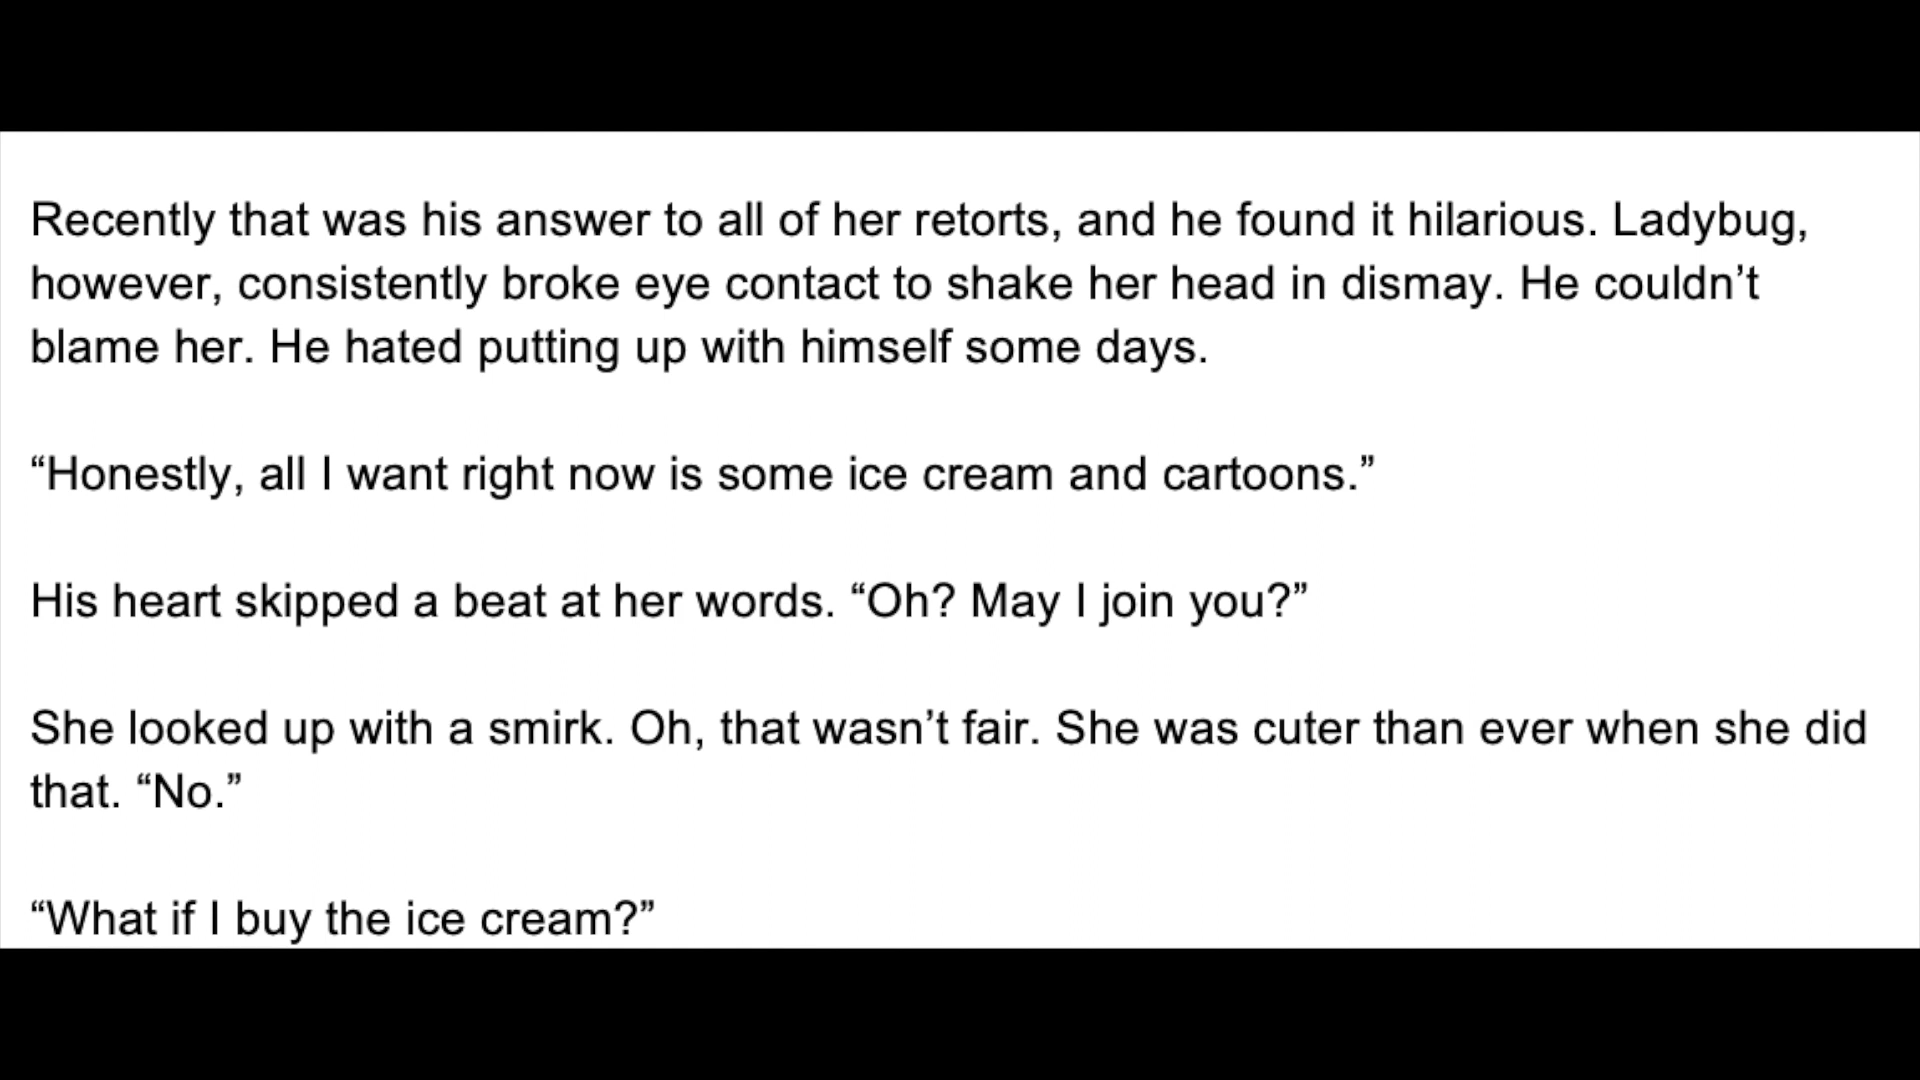 Recently that was his answer to all of her retorts, and he found it hilarious. Ladybug,
however, consistently broke eye contact to shake her head in dismay. He couldn’t
blame her. He hated putting up with himself some days.
“Honestly, all I want right now is some ice cream and cartoons.”
His heart skipped a beat at her words. “Oh? May I join you?”
She looked up with a smirk. Oh, that wasn’t fair. She was cuter than ever when she did
that. “No.”
“What if I buy the ice cream?”